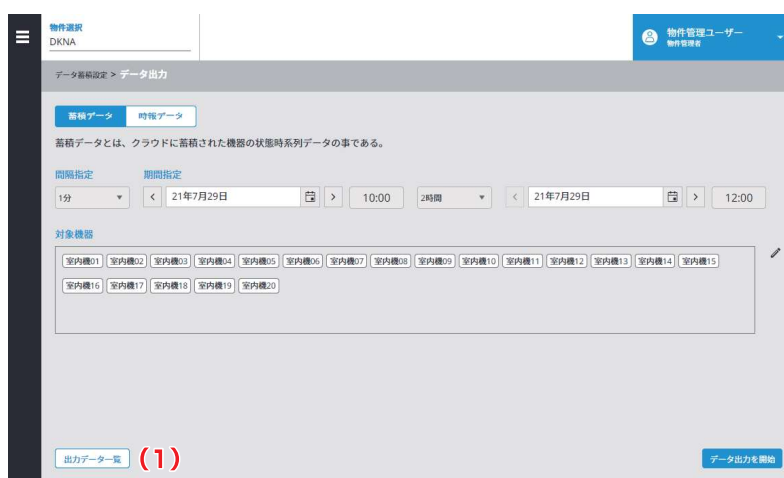 物件選択
DKNA
物件管理ユーザー
物件管理者
データ蓄積設定 > データ出力
蓄積データ 時報データ
蓄積データとは、クラウドに蓄積された機器の状態時系列データの事である。
間隔指定 期間指定
1分 < 21年7月29日 > 10:00 2時間 < 21年7月29日 > 12:00
対象機器
室内機01 室内機02 室内機03 室内機04 室内機05 室内機06 室内機07 室内機08 室内機09 室内機10 室内機11 室内機12 室内機13 室内機14 室内機15
室内機16 室内機17 室内機18 室内機19 室内機20
出力データ一覧 (1) データ出力を開始